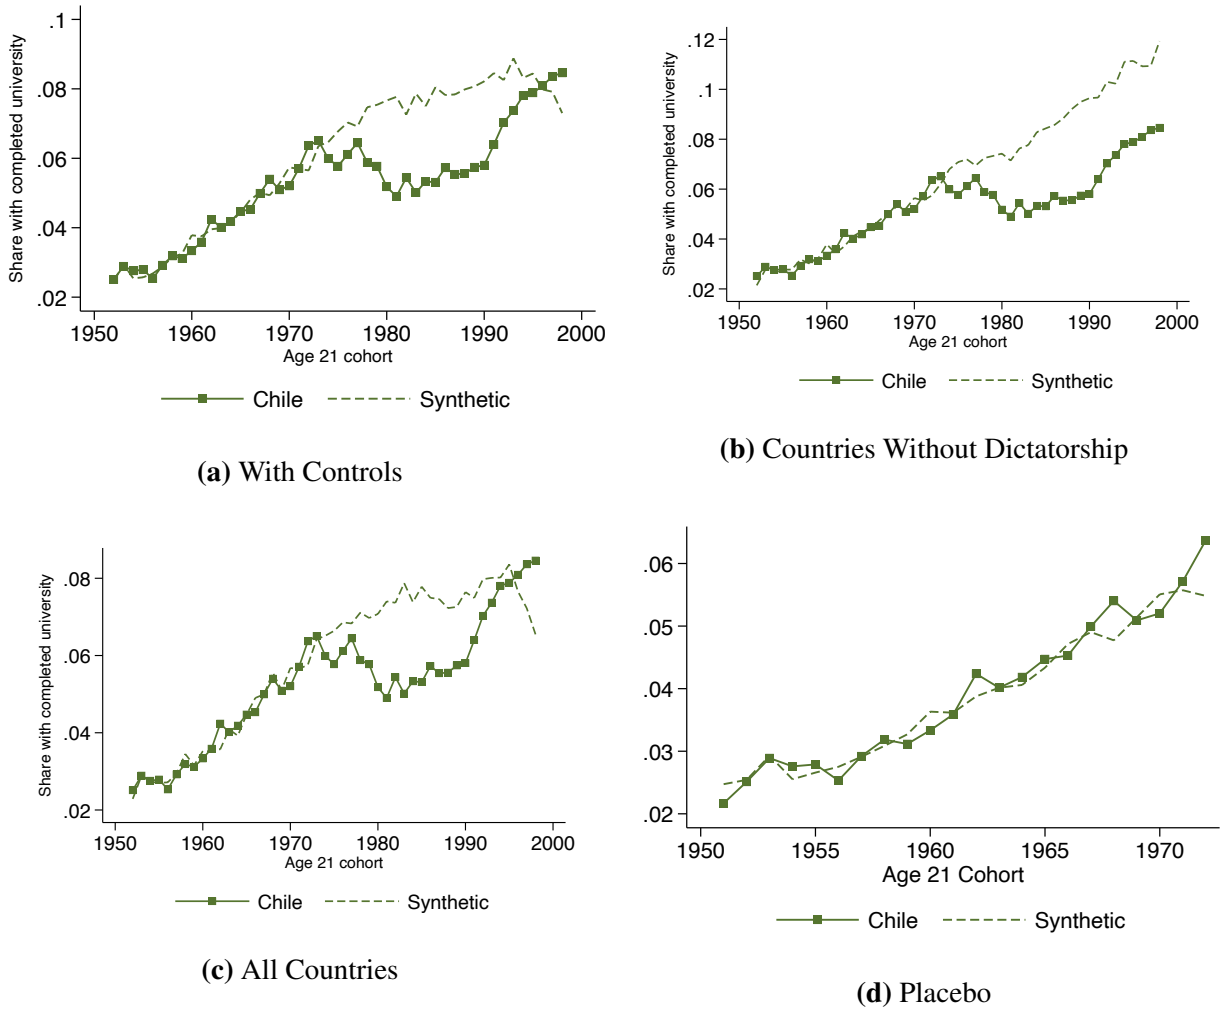 Share with completed university
.1
.08
.06
.04
.02
1950 1960 1970 1980 1990 2000
Age 21 cohort
Chile Synthetic
(a) With Controls
Share with completed university
.12
.1
.08
.06
.04
.02
1950 1960 1970 1980 1990 2000
Age 21 cohort
Chile Synthetic
(b) Countries Without Dictatorship
Share with completed university
.08
.06
.04
.02
1950 1960 1970 1980 1990 2000
Age 21 cohort
Chile Synthetic
(c) All Countries
.06
.05
.04
.03
.02
1950 1955 1960 1965 1970
Age 21 Cohort
Chile Synthetic
(d) Placebo